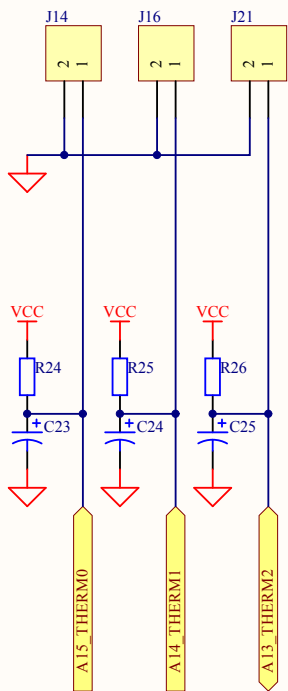 J14
J16
J21
2 1
2 1
2 1
VCC
VCC
VCC
R24
R25
R26
+
+
+
C23
C24
C25
A15_THERM0
A14_THERM1
A13_THERM2